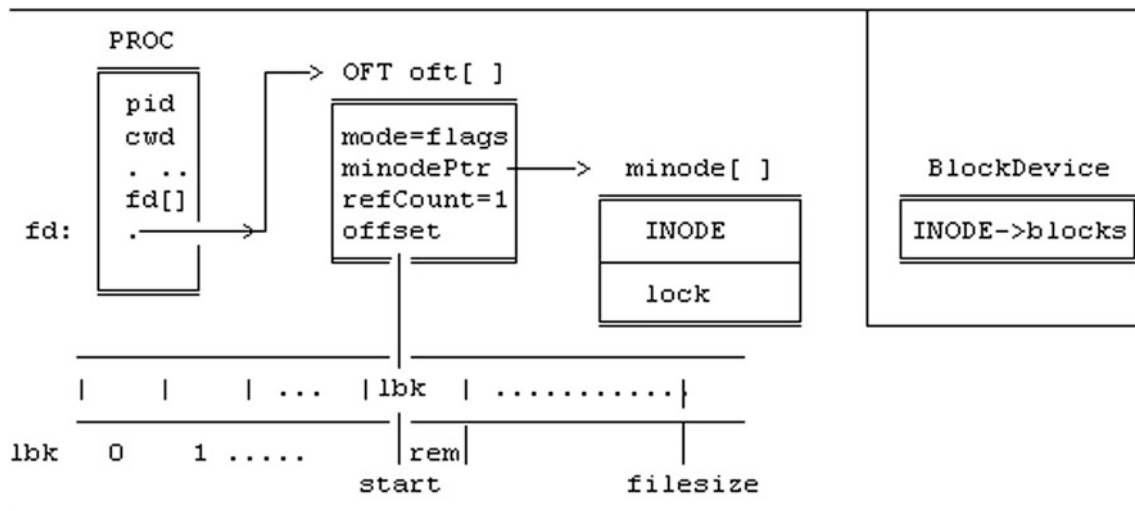 PROC
OFT oft[ ]
pid
cwd
. ..
fd[]
fd: .
mode=flags
minodePtr
refCount=1
offset
minode[ ]
INODE
lock
BlockDevice
INODE->blocks
| | | ... |lbk | ............
lbk 0 1 ..... |rem|
start filesize